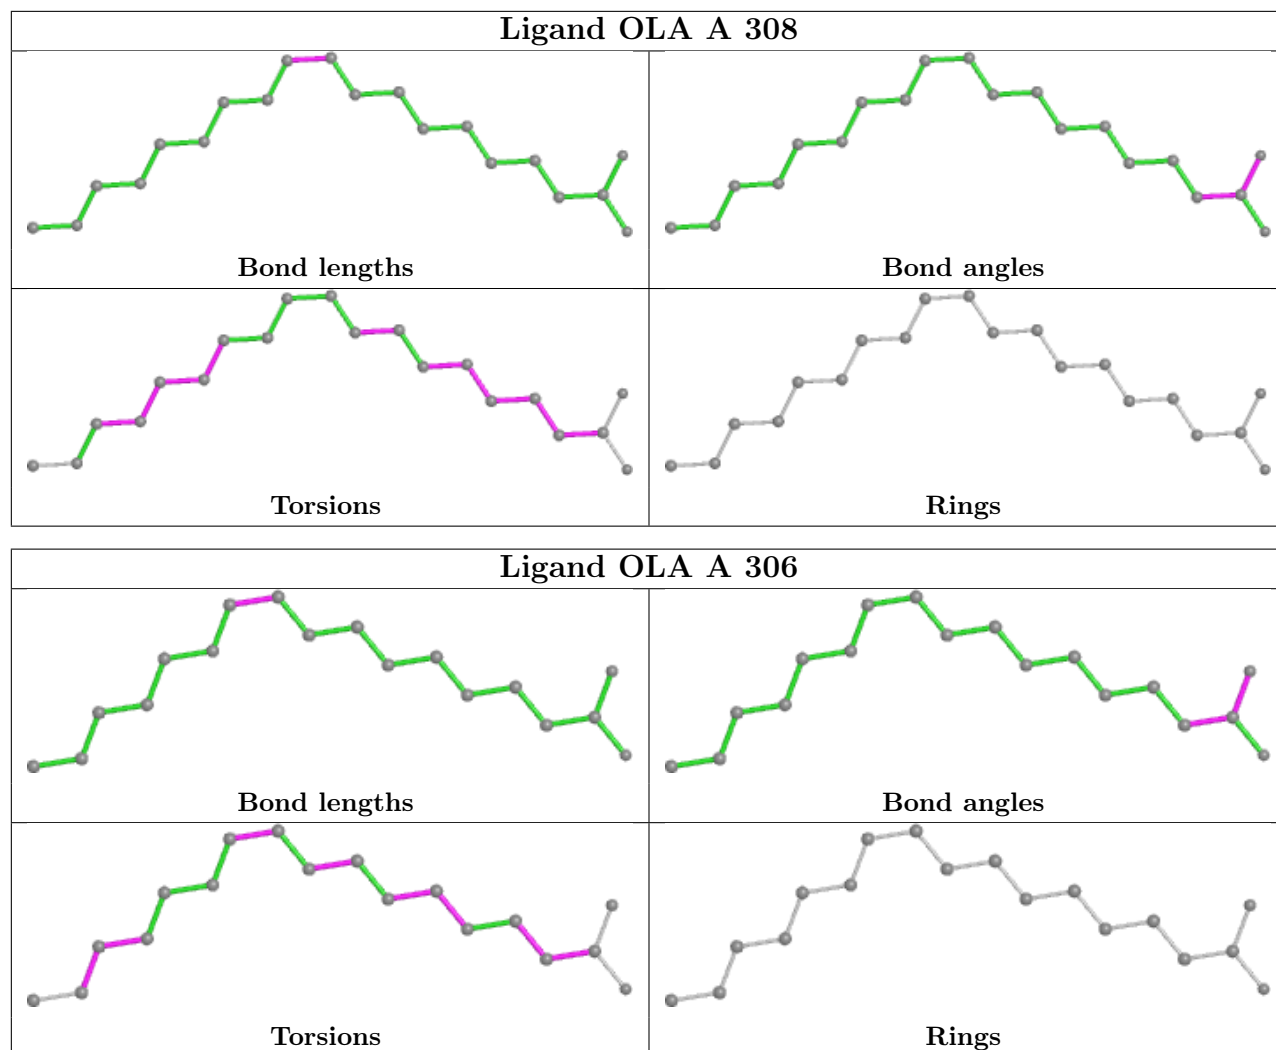 Ligand OLA A 308
Bond lengths
Bond angles
Torsions
Rings
Ligand OLA A 306
Bond lengths
Bond angles
Torsions
Rings